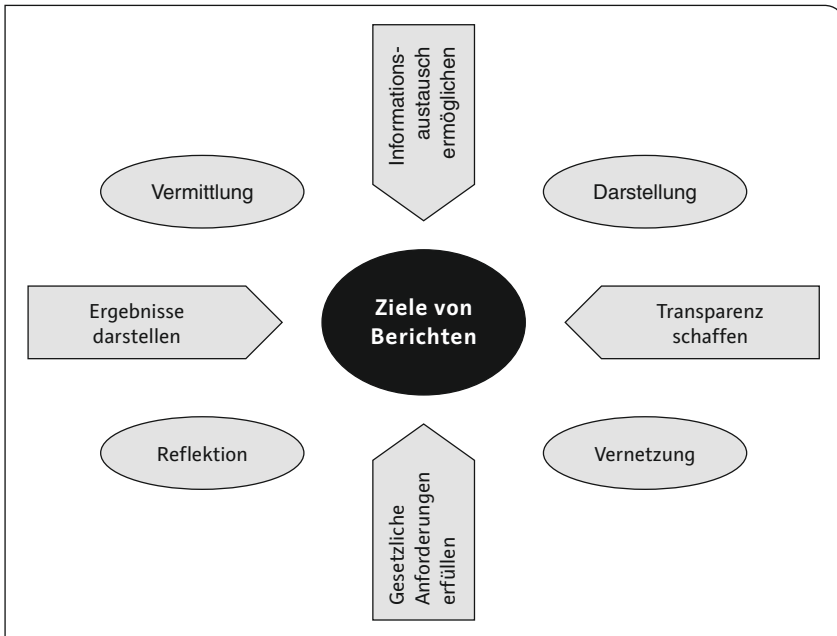 Informations-
austausch
ermöglichen
Vermittlung
Darstellung
Ergebnisse
darstellen
Ziele von
Berichten
Transparenz
schaffen
Reflektion
Vernetzung
Gesetzliche
Anforderungen
erfüllen